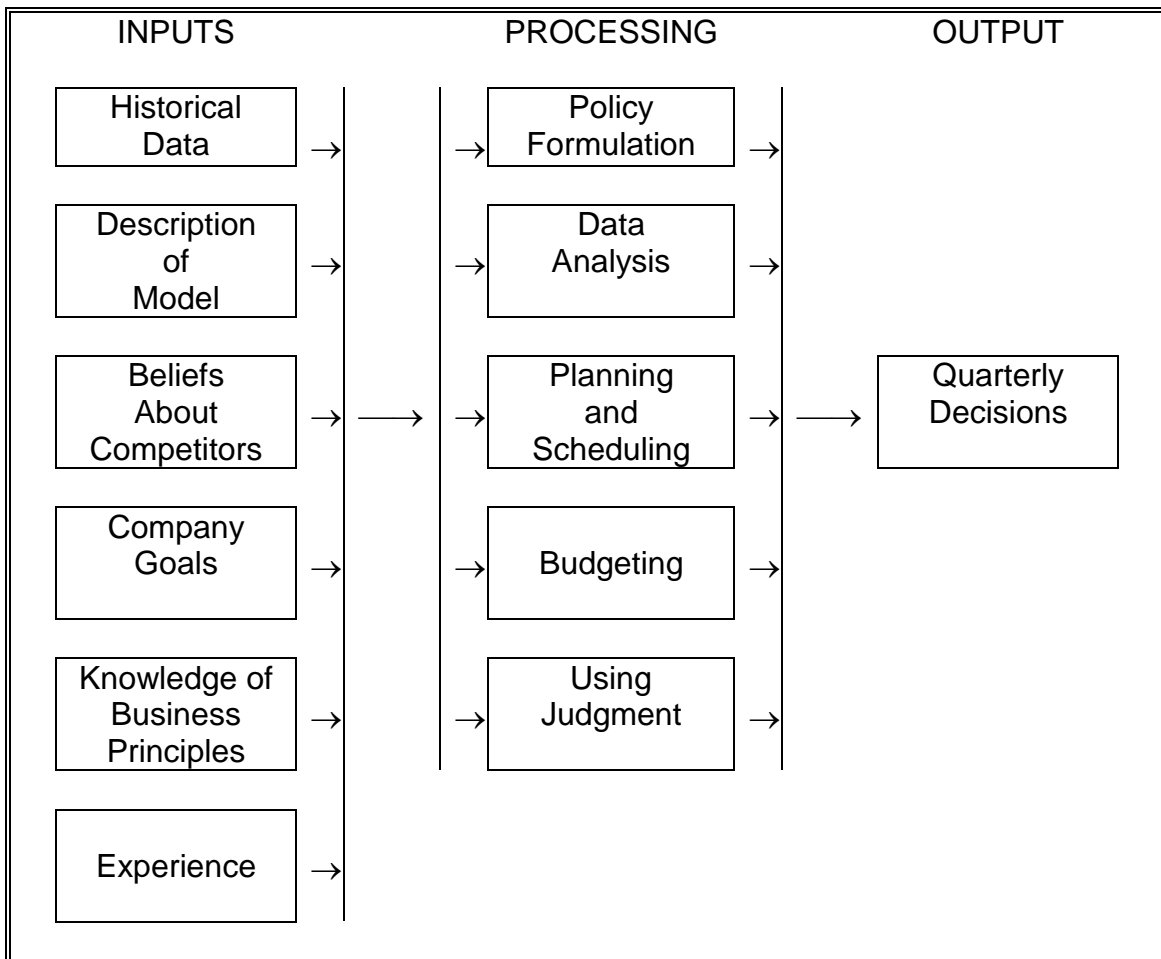 INPUTS
PROCESSING
OUTPUT
Historical
Data
Policy
Formulation
Description
of
Model
Data
Analysis
Beliefs
About
Competitors
Planning
and
Scheduling
Quarterly
Decisions
Company
Goals
Budgeting
Knowledge of
Business
Principles
Using
Judgment
Experience